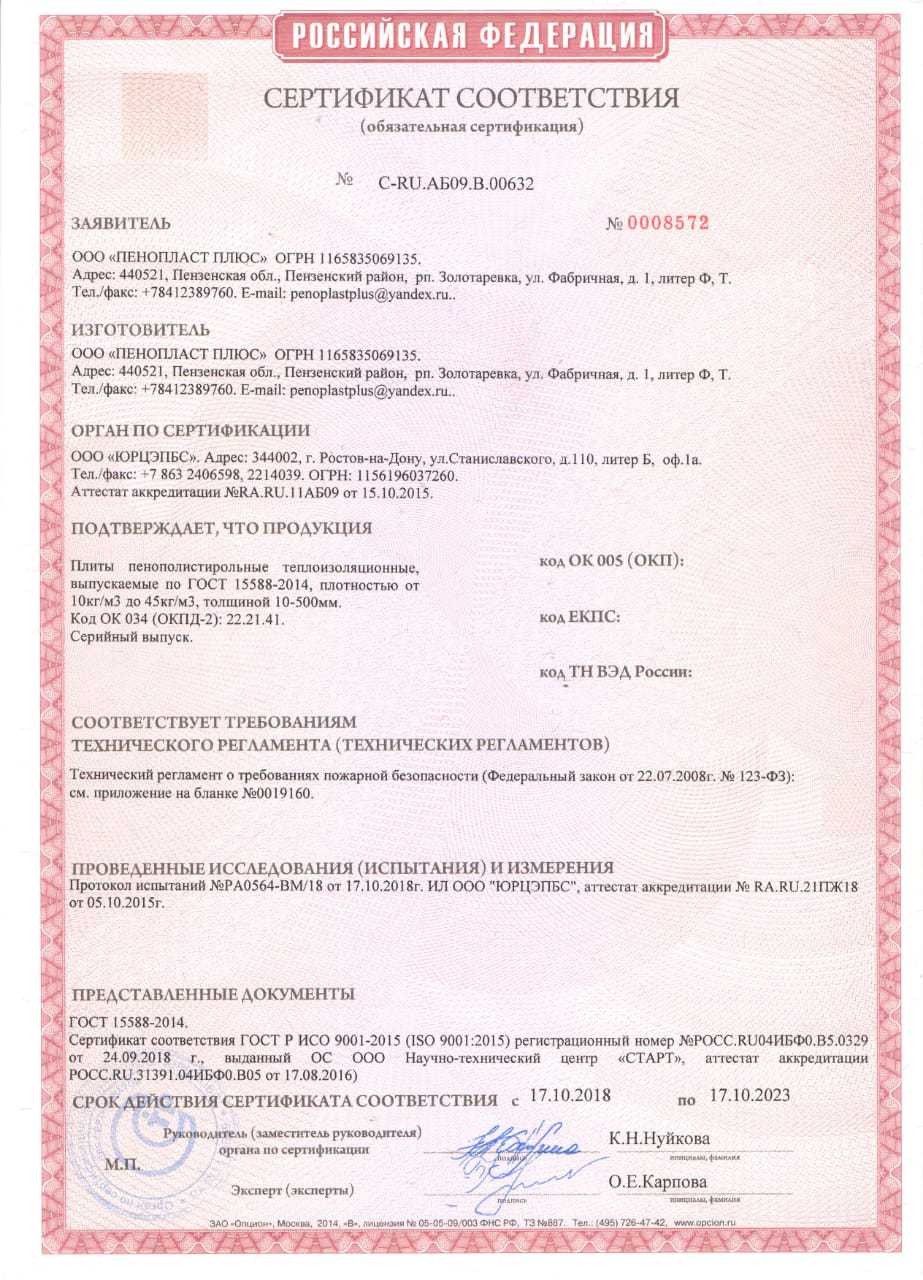 РОССИЙСКАЯ ФЕДЕРАЦИЯ
СЕРТИФИКАТ СООТВЕТСТВИЯ
(обязательная сертификация)
№ C-RU.АБ09.В.00632
ЗАЯВИТЕЛЬ
№ 0008572
ООО «ПЕНОПЛАСТ ПЛЮС» ОГРН 1165835069135.
Адрес: 440521, Пензенская обл., Пензенский район, рп. Золотаревка, ул. Фабричная, д. 1, литер Ф, Т.
Тел./факс: +78412389760. E-mail: penoplastplus@yandex.ru..
ИЗГОТОВИТЕЛЬ
ООО «ПЕНОПЛАСТ ПЛЮС» ОГРН 1165835069135.
Адрес: 440521, Пензенская обл., Пензенский район, рп. Золотаревка, ул. Фабричная, д. 1, литер Ф, Т.
Тел./факс: +78412389760. E-mail: penoplastplus@yandex.ru..
ОРГАН ПО СЕРТИФИКАЦИИ
ООО «ЮРЦЭПБС». Адрес: 344002, г. Ростов-на-Дону, ул.Станиславского, д.110, литер Б, оф.1а.
Тел./факс: +7 863 2406598, 2214039. ОГРН: 1156196037260.
Аттестат аккредитации №RA.RU.11АБ09 от 15.10.2015.
ПОДТВЕРЖДАЕТ, ЧТО ПРОДУКЦИЯ
Плиты пенополистирольные теплоизоляционные,
выпускаемые по ГОСТ 15588-2014, плотностью от
10кг/м3 до 45кг/м3, толщиной 10-500мм.
Код ОК 034 (ОКПД-2): 22.21.41.
Серийный выпуск.
код ОК 005 (ОКП):
код ЕКПС:
код ТН ВЭД России:
СООТВЕТСТВУЕТ ТРЕБОВАНИЯМ
ТЕХНИЧЕСКОГО РЕГЛАМЕНТА (ТЕХНИЧЕСКИХ РЕГЛАМЕНТОВ)
Технический регламент о требованиях пожарной безопасности (Федеральный закон от 22.07.2008г. № 123-ФЗ):
см. приложение на бланке №0019160.
ПРОВЕДЕННЫЕ ИССЛЕДОВАНИЯ (ИСПЫТАНИЯ) И ИЗМЕРЕНИЯ
Протокол испытаний №РА0564-ВМ/18 от 17.10.2018г. ИЛ ООО "ЮРЦЭПБС", аттестат аккредитации № RA.RU.21ПЖ18
от 05.10.2015г.
ПРЕДСТАВЛЕННЫЕ ДОКУМЕНТЫ
ГОСТ 15588-2014.
Сертификат соответствия ГОСТ Р ИСО 9001-2015 (ISO 9001:2015) регистрационный номер №РОСС.RU04ИБФ0.В5.0329
от 24.09.2018 г., выданный ОС ООО Научно-технический центр «СТАРТ», аттестат аккредитации
РОСС.RU.31391.04ИБФ0.В05 от 17.08.2016)
СРОК ДЕЙСТВИЯ СЕРТИФИКАТА СООТВЕТСТВИЯ с 17.10.2018 по 17.10.2023
Руководитель (заместитель руководителя)
органа по сертификации
К.Н.Нуйкова
подпись
инициалы, фамилия
М.П.
Эксперт (эксперты)
О.Е.Карпова
подпись
инициалы, фамилия
ЗАО «Опцион», Москва, 2014, «В», лицензия № 05-05-09/003 ФНС РФ, ТЗ №887. Тел.: (495) 726-47-42, www.opcion.ru